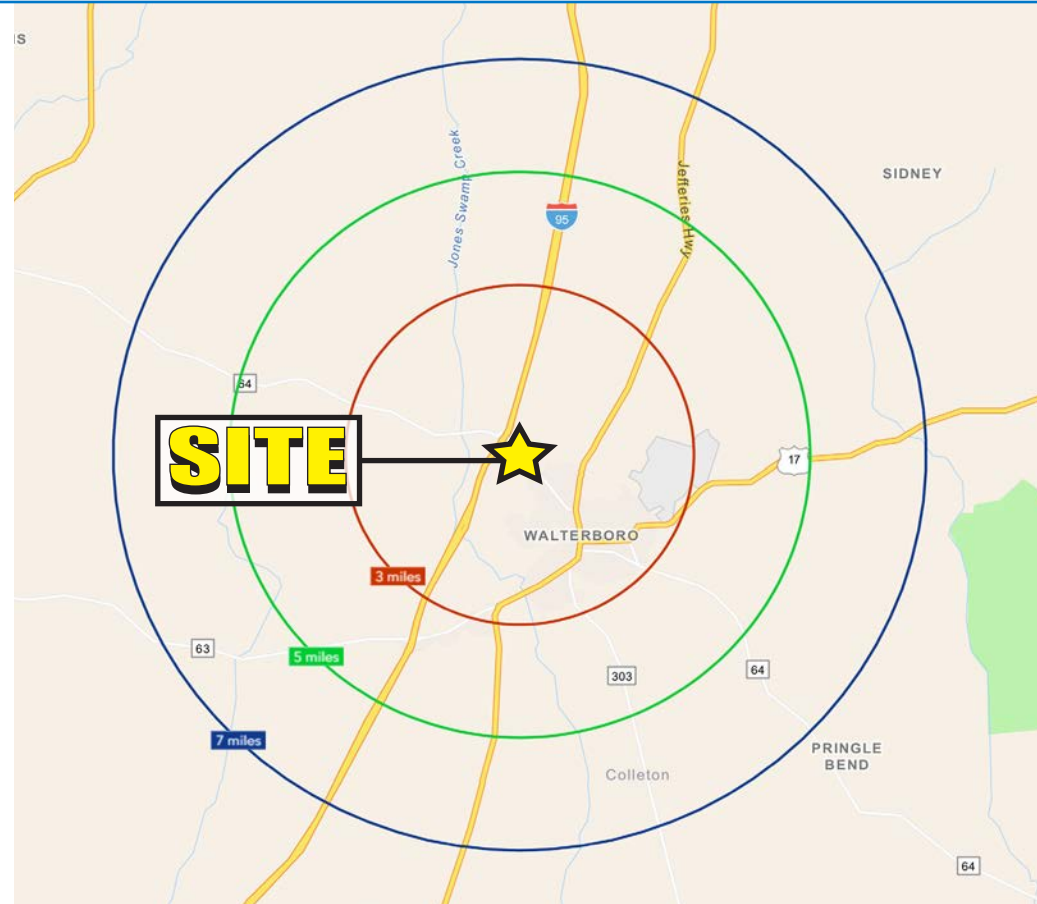 IS
SIDNEY
Jones Swamp Creek
Jefferies Hwy
95
64
SITE
17
WALTERBORO
3 miles
63
5 miles
303
64
7 miles
PRINGLE
BEND
Colleton
64